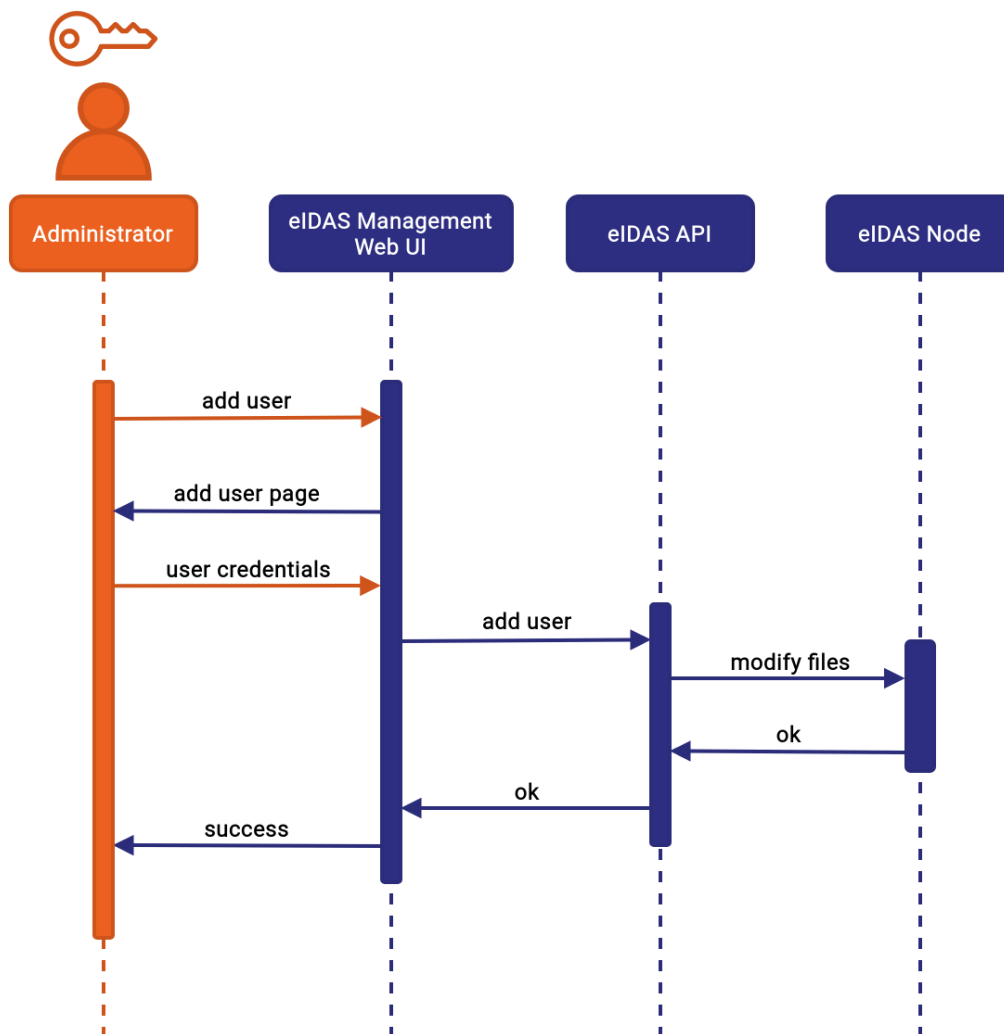 Administrator
eIDAS Management
Web UI
eIDAS API
eIDAS Node
add user
add user page
user credentials
add user
modify files
ok
ok
success